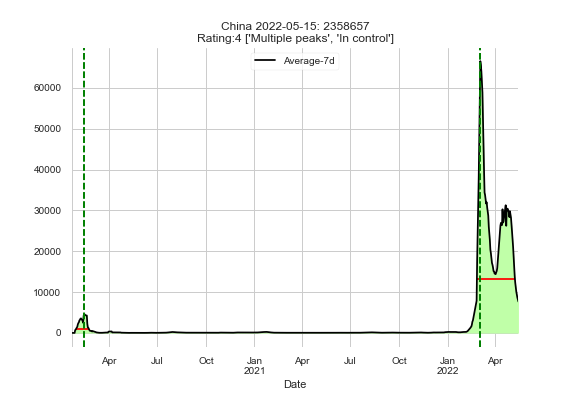 China 2022-05-15: 2358657
Rating:4 ['Multiple peaks', 'In control']
Average-7d
60000
50000
40000
30000
20000
10000
0
Apr Jul Oct Jan Apr Jul Oct Jan Apr
2021 2022
Date